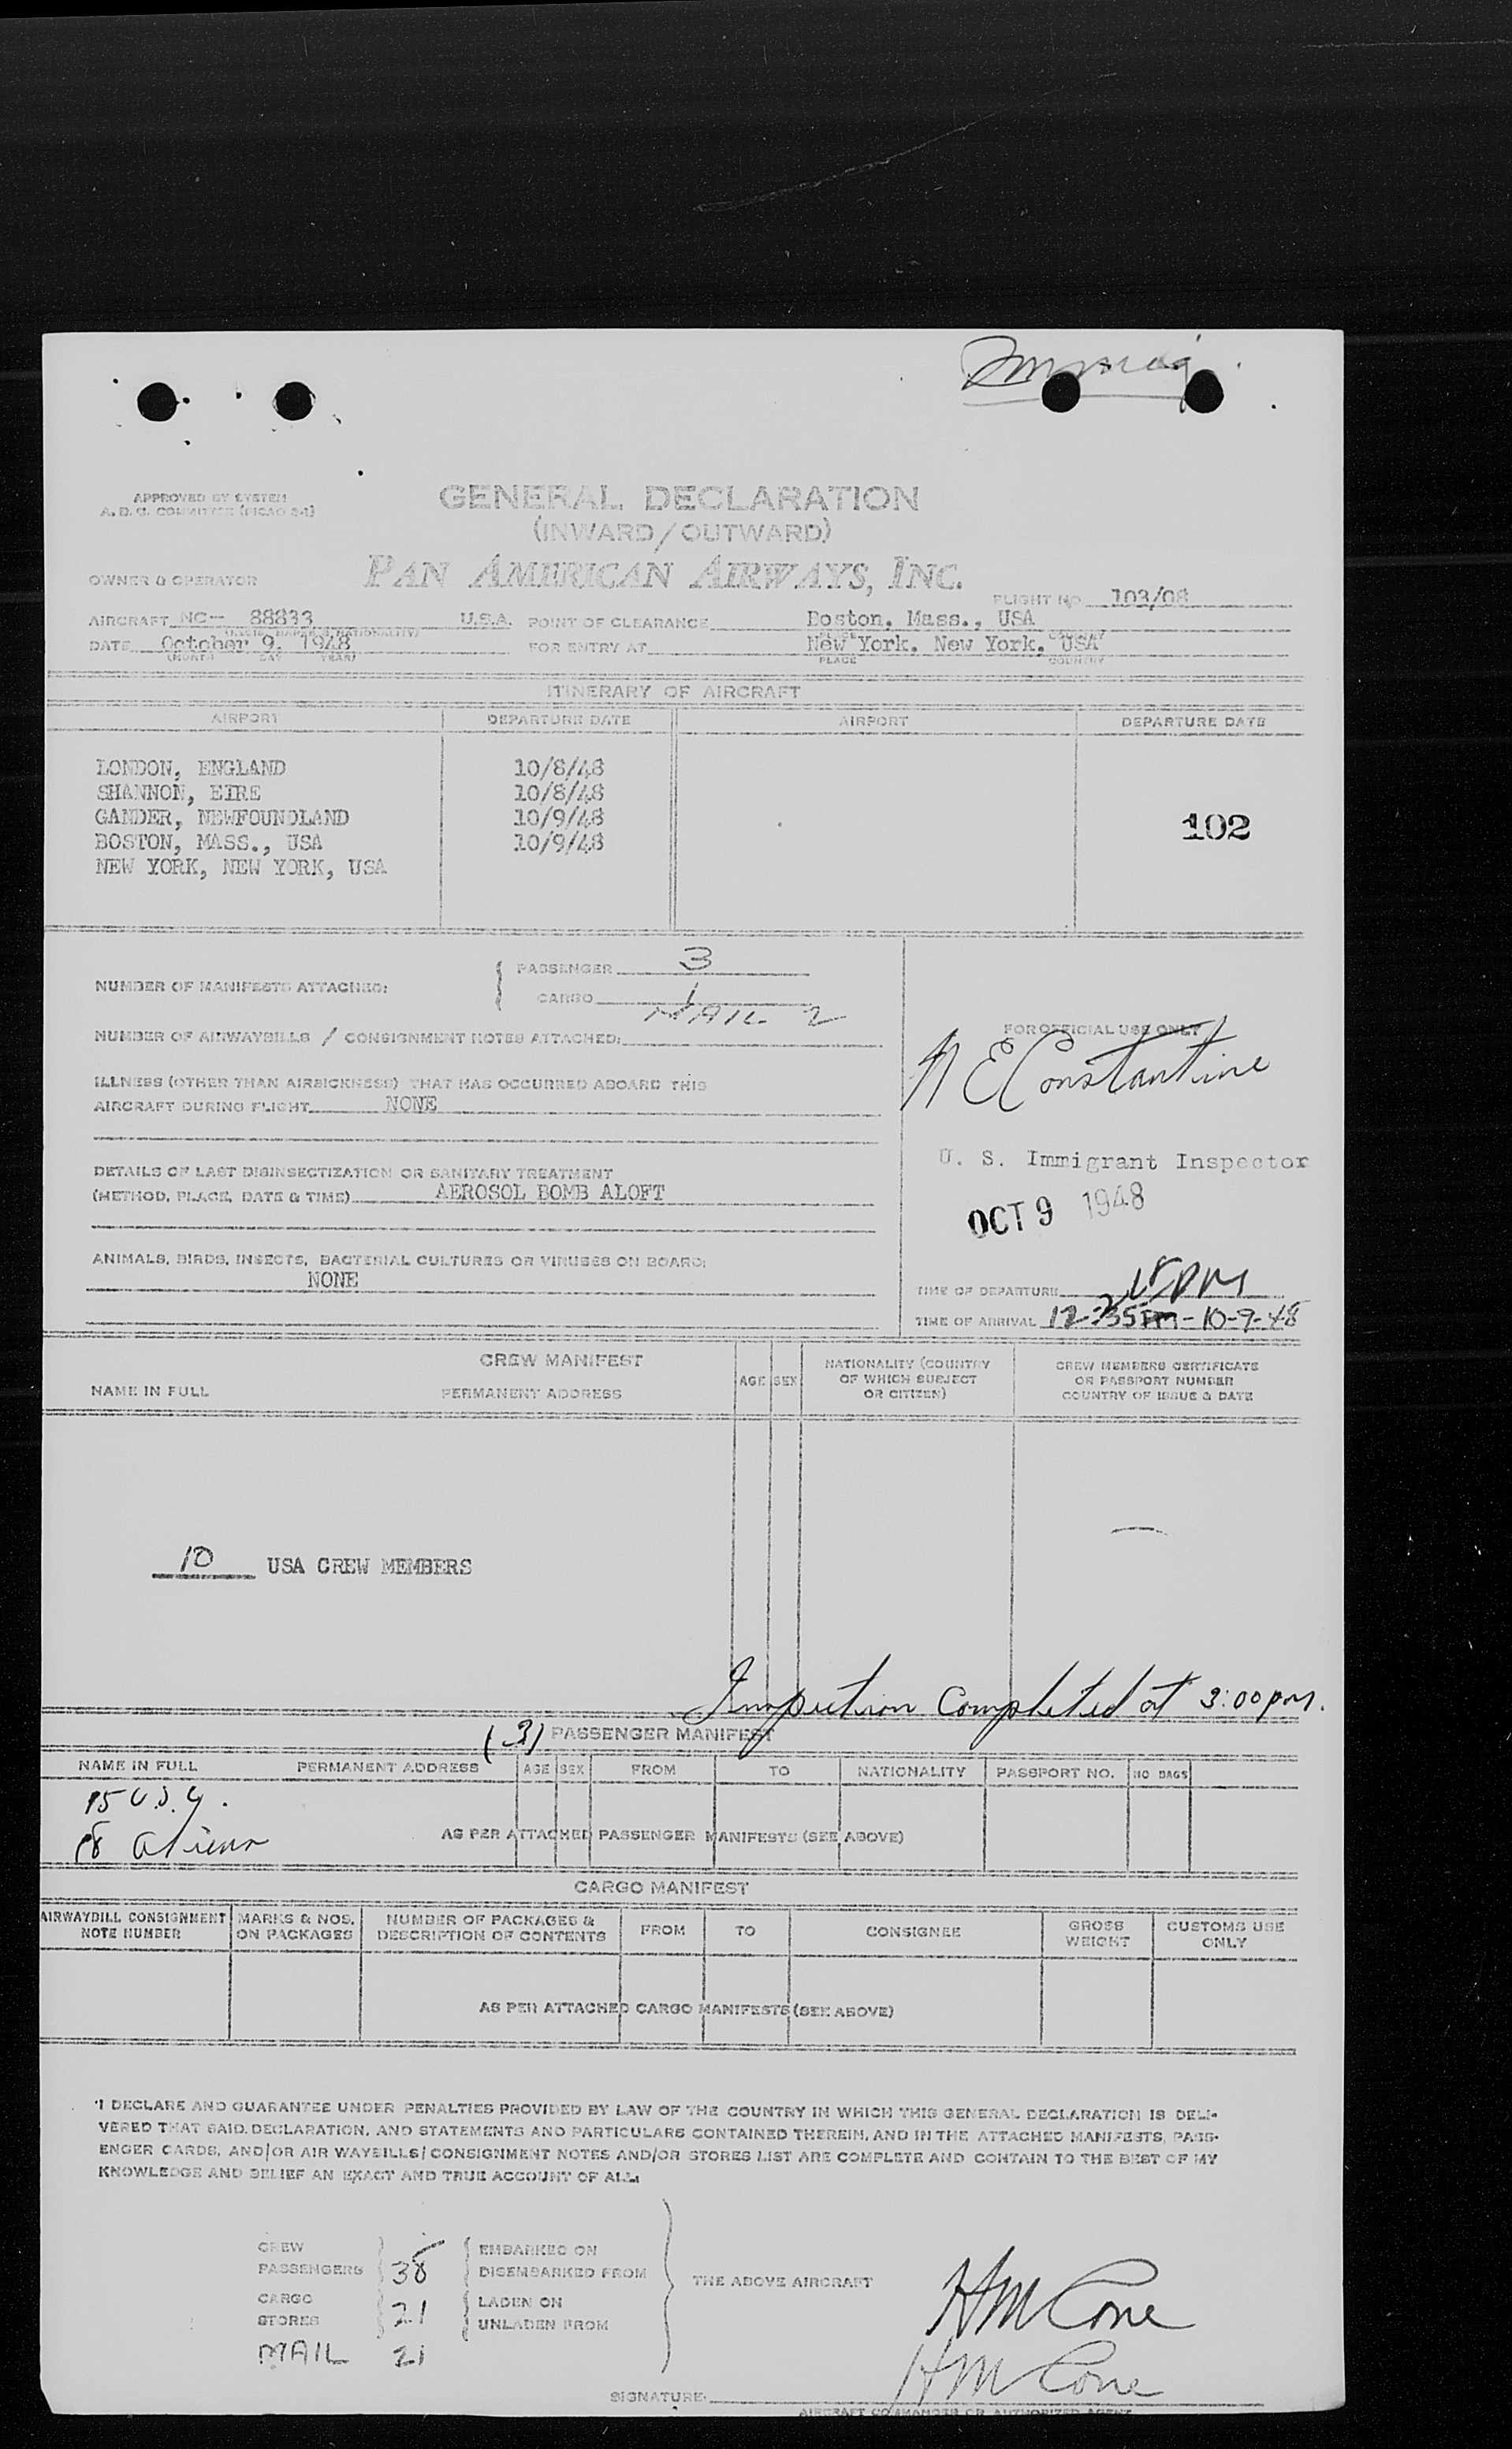 Immig.
APPROVED BY SYSTEM
A. D. C. COMMITTEE (PICAO 2-1)
GENERAL DECLARATION
(INWARD/OUTWARD)
OWNER & OPERATOR
PAN AMERICAN AIRWAYS, INC.
FLIGHT NO. 103/08
AIRCRAFT NC- 88833 U.S.A. POINT OF CLEARANCE Boston, Mass., USA
DATE October 9, 1948 FOR ENTRY AT New York, New York, USA
(MONTH DAY YEAR) PLACE COUNTRY
ITINERARY OF AIRCRAFT
AIRPORT DEPARTURE DATE AIRPORT DEPARTURE DATE
LONDON, ENGLAND 10/8/48
SHANNON, EIRE 10/8/48
GANDER, NEWFOUNDLAND 10/9/48
102
BOSTON, MASS., USA 10/9/48
NEW YORK, NEW YORK, USA
NUMBER OF MANIFESTS ATTACHED:
PASSENGER 3
CARGO 1
MAIL 2
NUMBER OF AIRWAYBILLS / CONSIGNMENT NOTES ATTACHED:
ILLNESS (OTHER THAN AIRSICKNESS) THAT HAS OCCURRED ABOARD THIS
AIRCRAFT DURING FLIGHT NONE
DETAILS OF LAST DISINSECTIZATION OR SANITARY TREATMENT
(METHOD, PLACE, DATE & TIME) AEROSOL BOMB ALOFT
ANIMALS, BIRDS, INSECTS, BACTERIAL CULTURES OR VIRUSES ON BOARD:
NONE
FOR OFFICIAL USE ONLY
N E Constantine
U. S. Immigrant Inspector
OCT 9 1948
TIME OF DEPARTURE
TIME OF ARRIVAL 12:35 PM - 10-9-48
CREW MANIFEST
NAME IN FULL PERMANENT ADDRESS AGE SEX
NATIONALITY (COUNTRY
OF WHICH SUBJECT
OR CITIZEN)
CREW MEMBERS CERTIFICATE
OR PASSPORT NUMBER
COUNTRY OF ISSUE & DATE
10 USA CREW MEMBERS
Inspection Completed at 3:00 pm.
(3) PASSENGER MANIFEST
NAME IN FULL PERMANENT ADDRESS AGE SEX FROM TO NATIONALITY PASSPORT NO. NO BAGS
15
AS PER ATTACHED PASSENGER MANIFESTS (SEE ABOVE)
CARGO MANIFEST
AIRWAYBILL CONSIGNMENT
NOTE NUMBER
MARKS & NOS.
ON PACKAGES
NUMBER OF PACKAGES &
DESCRIPTION OF CONTENTS
FROM TO CONSIGNEE
GROSS
WEIGHT
CUSTOMS USE
ONLY
AS PER ATTACHED CARGO MANIFESTS (SEE ABOVE)
"I DECLARE AND GUARANTEE UNDER PENALTIES PROVIDED BY LAW OF THE COUNTRY IN WHICH THIS GENERAL DECLARATION IS DELI-
VERED THAT SAID DECLARATION, AND STATEMENTS AND PARTICULARS CONTAINED THEREIN, AND IN THE ATTACHED MANIFESTS, PASS-
ENGER CARDS, AND/OR AIR WAYBILLS/CONSIGNMENT NOTES AND/OR STORES LIST ARE COMPLETE AND CONTAIN TO THE BEST OF MY
KNOWLEDGE AND BELIEF AN EXACT AND TRUE ACCOUNT OF ALL:
CREW
PASSENGERS 38
CARGO
STORES 21
MAIL 21
EMBARKED ON
DISEMBARKED FROM
LADEN ON
UNLADEN FROM
THE ABOVE AIRCRAFT
HM Cone
HM Cone
SIGNATURE:
AIRCRAFT COMMANDER OR AUTHORIZED AGENT